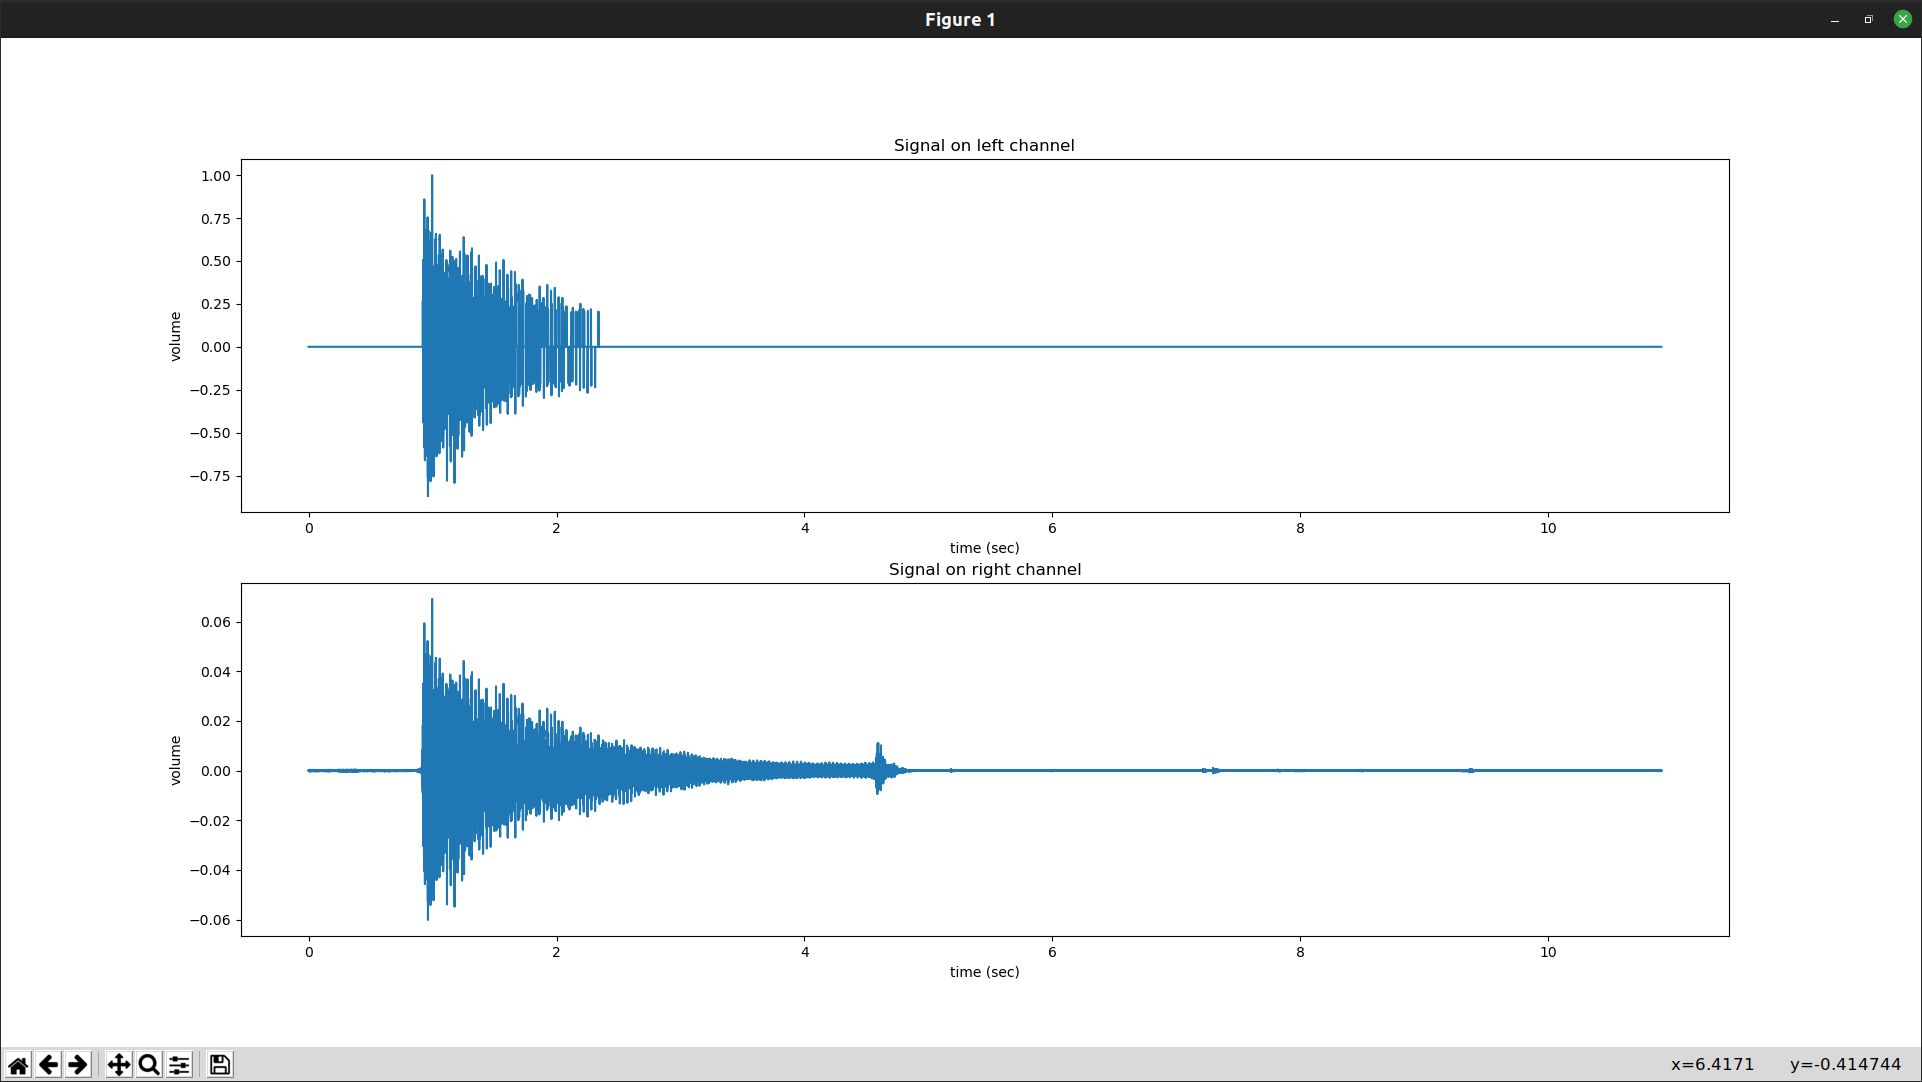 Figure 1
Signal on left channel
1.00
0.75
0.50
0.25
0.00
−0.25
−0.50
−0.75
volume
0 2 4 6 8 10
time (sec)
Signal on right channel
0.06
0.04
0.02
0.00
−0.02
−0.04
−0.06
volume
0 2 4 6 8 10
time (sec)
x=6.4171 y=-0.414744